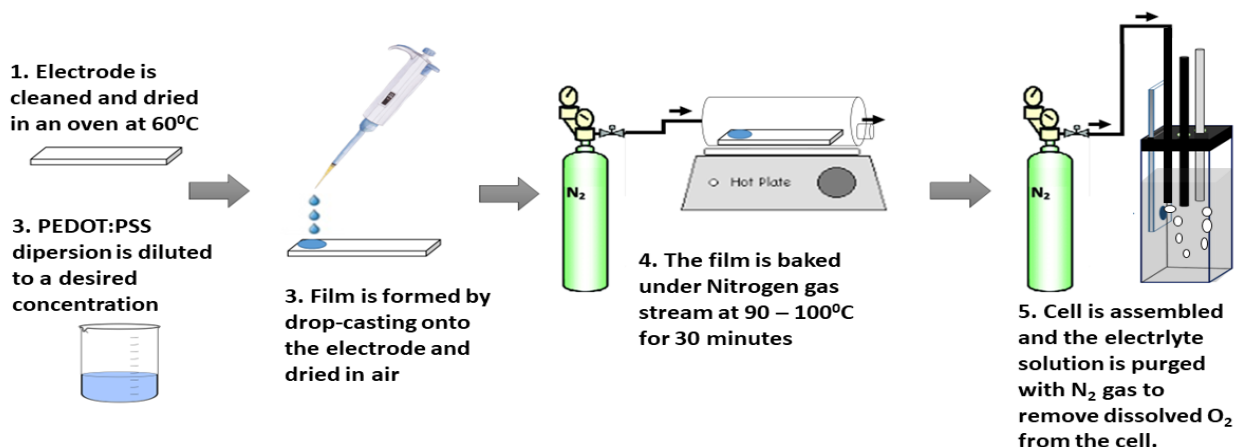 1. Electrode is
cleaned and dried
in an oven at 60⁰C
3. PEDOT:PSS
dipersion is diluted
to a desired
concentration
3. Film is formed by
drop-casting onto
the electrode and
dried in air
N₂
Hot Plate
4. The film is baked
under Nitrogen gas
stream at 90 – 100⁰C
for 30 minutes
N₂
5. Cell is assembled
and the electrlyte
solution is purged
with N₂ gas to
remove dissolved O₂
from the cell.